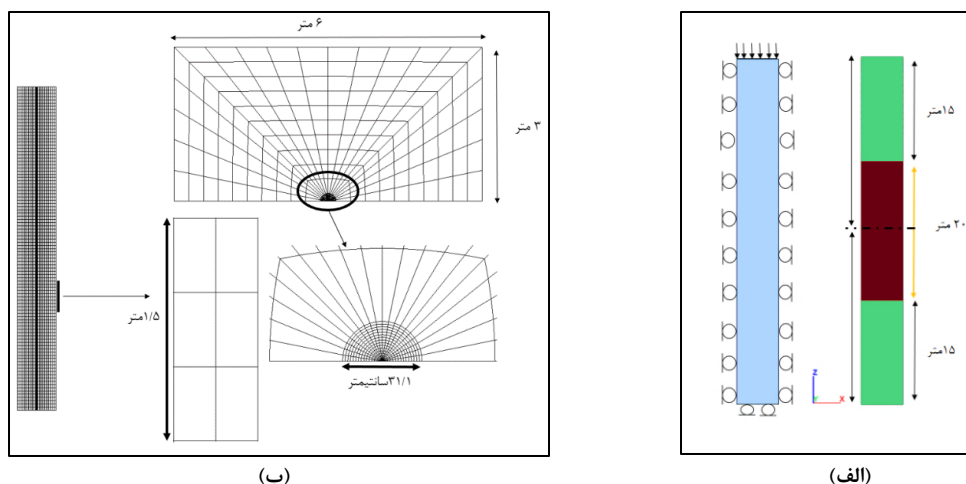 ۶ متر
۳ متر
۱/۵متر
۳۱/۱سانتیمتر
(ب)
۱۵متر
۲۰ متر
۱۵متر
z
Y
X
(الف)